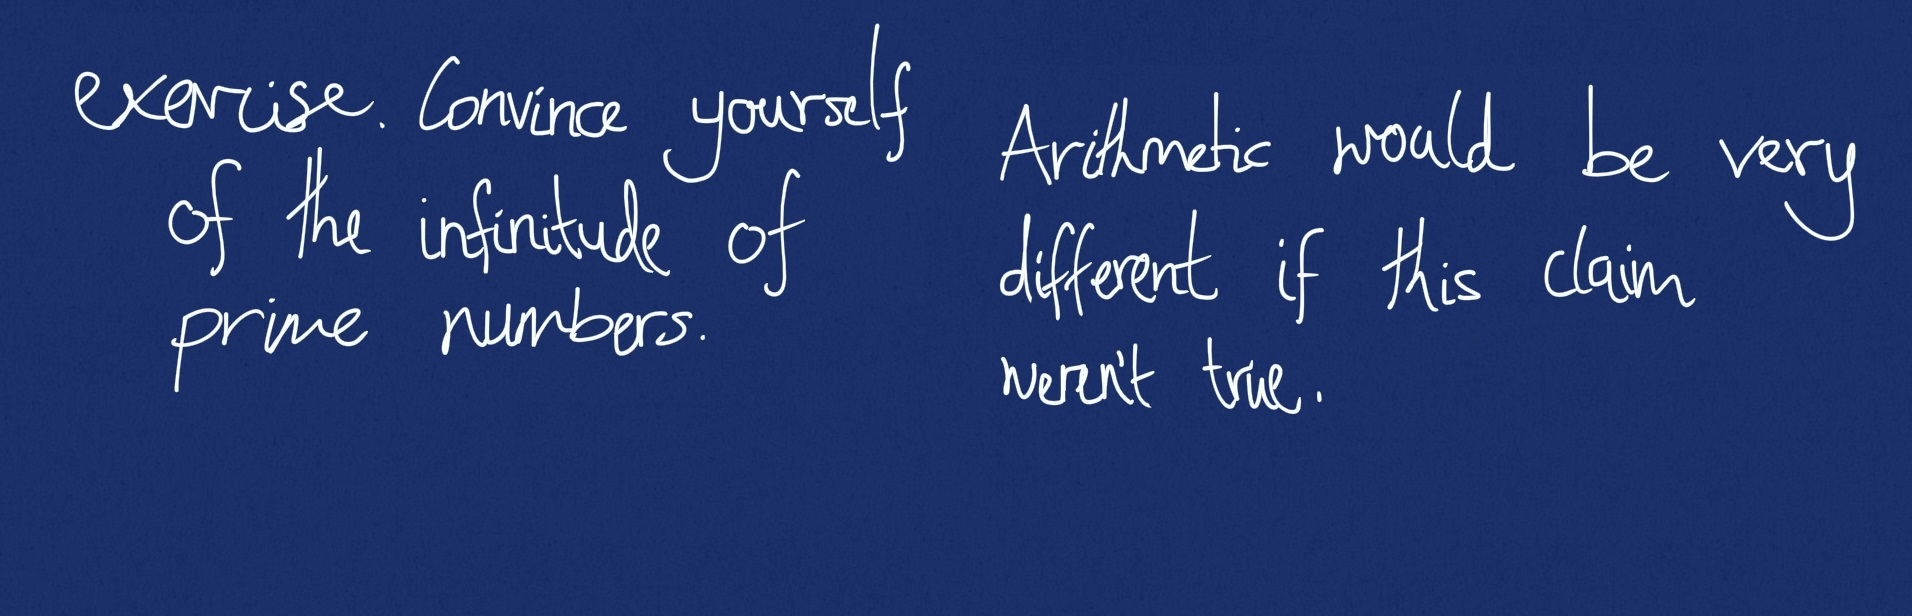 exercise. Convince yourself
of the infinitude of
prime numbers.
Arithmetic would be very
different if this claim
weren't true.